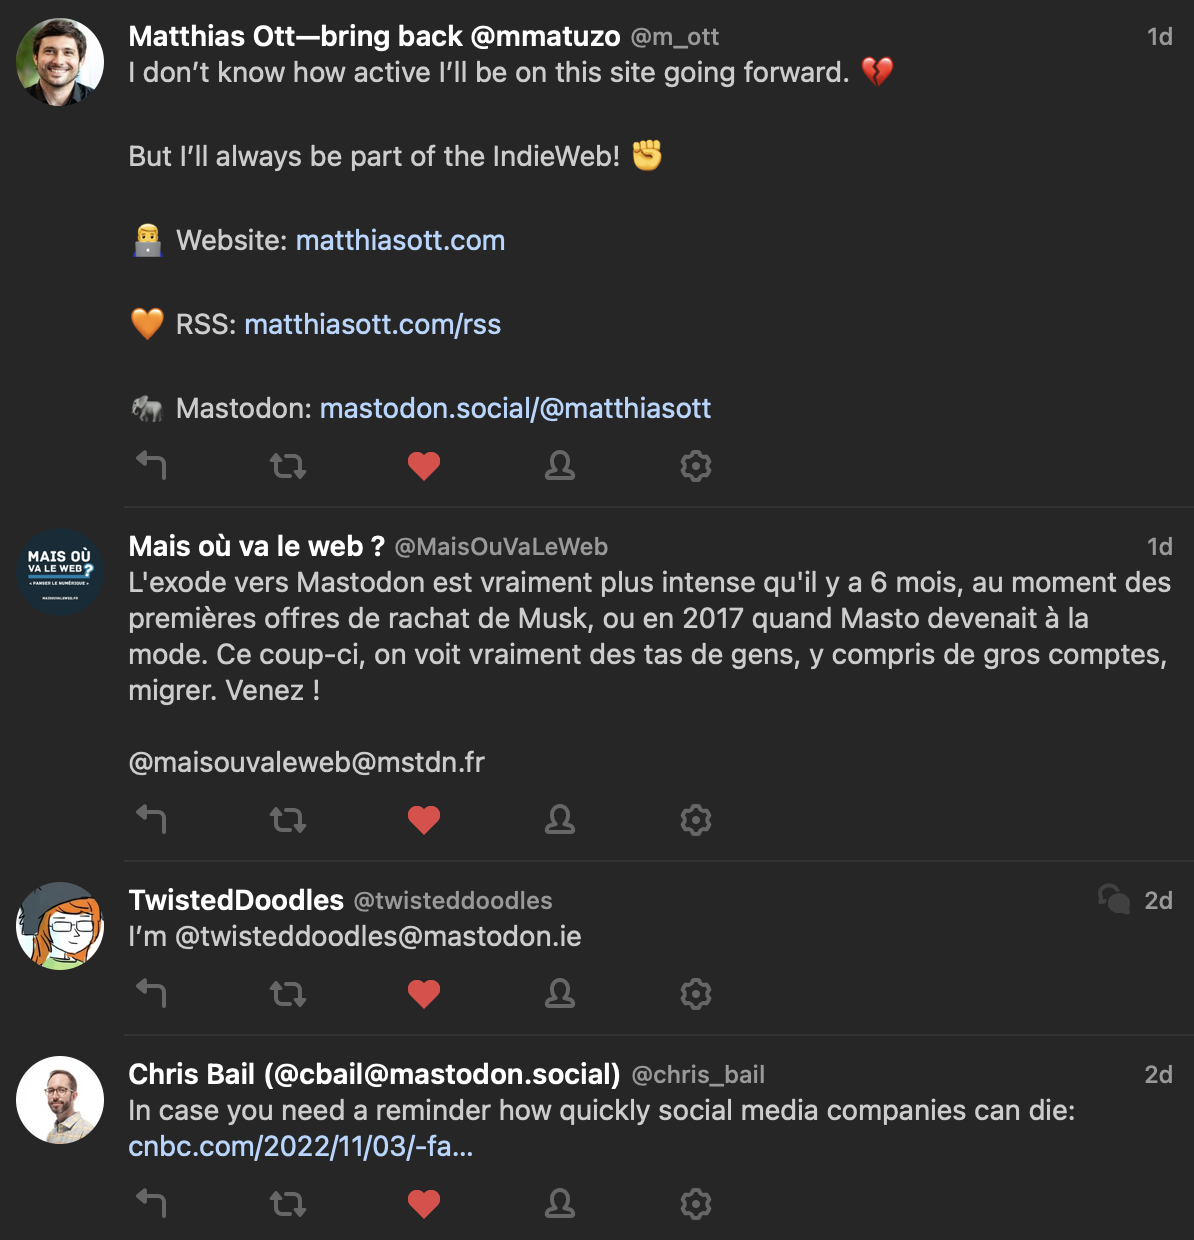 Matthias Ott—bring back @mmatuzo @m_ott 1d
I don’t know how active I’ll be on this site going forward. 💔
But I’ll always be part of the IndieWeb! ✊
👨‍💻 Website: matthiasott.com
🧡 RSS: matthiasott.com/rss
🐘 Mastodon: mastodon.social/@matthiasott
MAIS OÙ
VA LE WEB ?
« PANSER LE NUMÉRIQUE »
MAISOUVALEWEB.FR
Mais où va le web ? @MaisOuVaLeWeb 1d
L'exode vers Mastodon est vraiment plus intense qu'il y a 6 mois, au moment des
premières offres de rachat de Musk, ou en 2017 quand Masto devenait à la
mode. Ce coup-ci, on voit vraiment des tas de gens, y compris de gros comptes,
migrer. Venez !
@maisouvaleweb@mstdn.fr
TwistedDoodles @twisteddoodles 2d
I’m @twisteddoodles@mastodon.ie
Chris Bail (@cbail@mastodon.social) @chris_bail 2d
In case you need a reminder how quickly social media companies can die:
cnbc.com/2022/11/03/-fa…